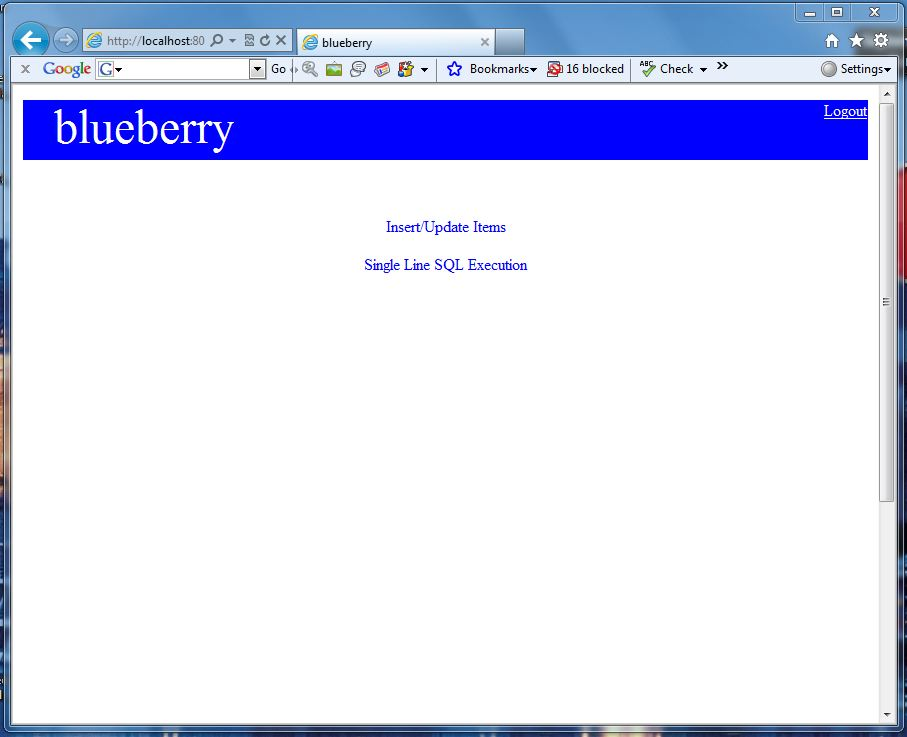 http://localhost:80
blueberry
Google
G
Go
Bookmarks
16 blocked
ABC
Check
Settings
blueberry
Logout
Insert/Update Items
Single Line SQL Execution